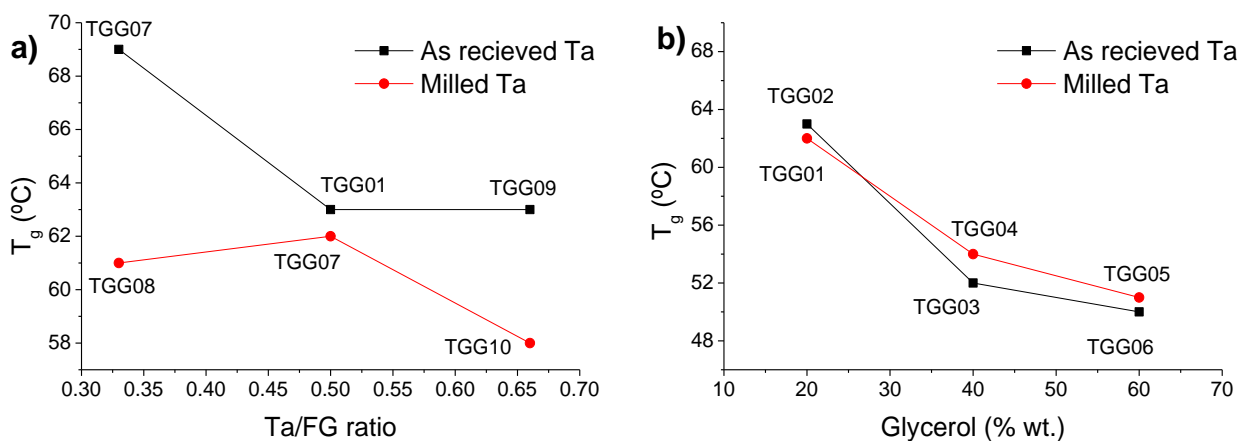 a)
TGG07
As recieved Ta
Milled Ta
TGG01
TGG09
TGG08
TGG07
TGG10
70
68
66
64
62
60
58
T_g (ºC)
0.30 0.35 0.40 0.45 0.50 0.55 0.60 0.65 0.70
Ta/FG ratio
b)
As recieved Ta
Milled Ta
TGG02
TGG01
TGG04
TGG03
TGG05
TGG06
68
64
60
56
52
48
T_g (ºC)
10 20 30 40 50 60 70
Glycerol (% wt.)